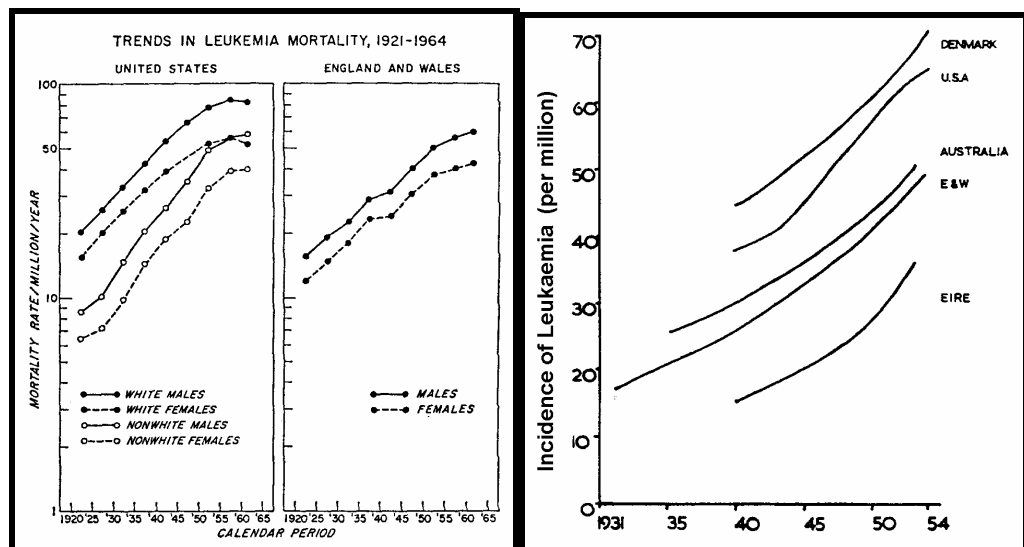 TRENDS IN LEUKEMIA MORTALITY, 1921-1964
UNITED STATES
ENGLAND AND WALES
MORTALITY RATE/MILLION/YEAR
100
50
10
1
WHITE MALES
WHITE FEMALES
NONWHITE MALES
NONWHITE FEMALES
MALES
FEMALES
1920 '25 '30 '35 '40 '45 '50 '55 '60 '65
1920 '25 '30 '35 '40 '45 '50 '55 '60 '65
CALENDAR PERIOD
Incidence of Leukaemia (per million)
70
60
50
40
30
20
10
0
DENMARK
U.S.A
AUSTRALIA
E&W
EIRE
1931 35 40 45 50 54